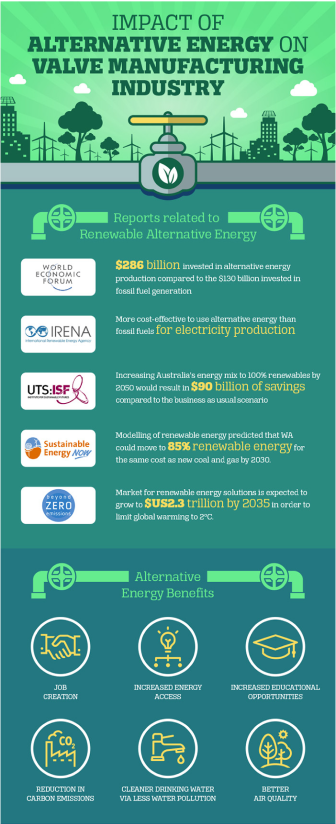 IMPACT OF
ALTERNATIVE ENERGY ON
VALVE MANUFACTURING
INDUSTRY
Reports related to
Renewable Alternative Energy
WORLD
ECONOMIC
FORUM
$286 billion invested in alternative energy
production compared to the $130 billion invested in
fossil fuel generation
IRENA
International Renewable Energy Agency
More cost-effective to use alternative energy than
fossil fuels for electricity production
UTS:ISF
INSTITUTE FOR SUSTAINABLE FUTURES
Increasing Australia's energy mix to 100% renewables by
2050 would result in $90 billion of savings
compared to the business as usual scenario
Sustainable
Energy NOW
Modelling of renewable energy predicted that WA
could move to 85% renewable energy for
the same cost as new coal and gas by 2030.
beyond
ZERO
emissions
Market for renewable energy solutions is expected to
grow to $US2.3 trillion by 2035 in order to
limit global warming to 2°C.
Alternative
Energy Benefits
JOB
CREATION
INCREASED ENERGY
ACCESS
INCREASED EDUCATIONAL
OPPORTUNITIES
CO2
REDUCTION IN
CARBON EMISSIONS
CLEANER DRINKING WATER
VIA LESS WATER POLLUTION
BETTER
AIR QUALITY